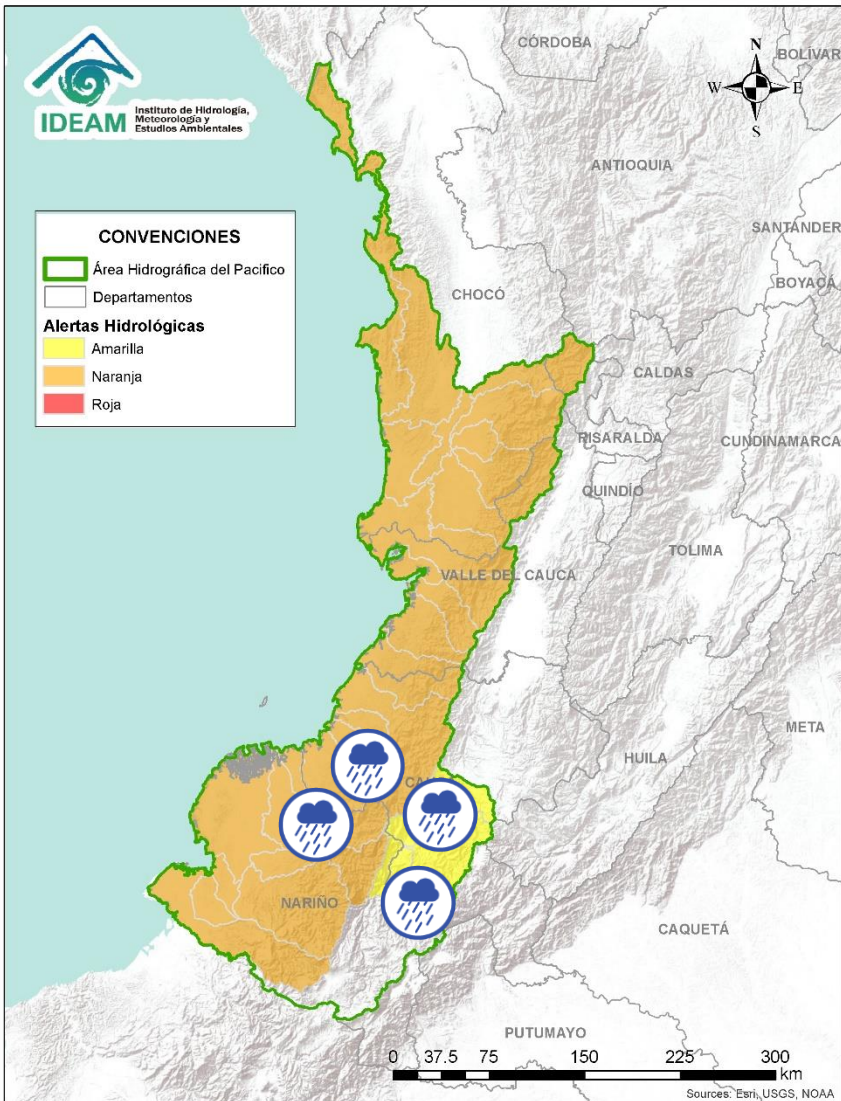 IDEAM
Instituto de Hidrología,
Meteorología y
Estudios Ambientales
N
W
E
S
CÓRDOBA
BOLÍVAR
ANTIOQUIA
SANTANDER
BOYACÁ
CONVENCIONES
Área Hidrográfica del Pacifico
Departamentos
Alertas Hidrológicas
Amarilla
Naranja
Roja
CHOCÓ
CALDAS
RISARALDA
CUNDINAMARCA
QUINDÍO
TOLIMA
VALLE DEL CAUCA
META
HUILA
NARIÑO
CAQUETÁ
PUTUMAYO
0 37.5 75 150 225 300
km
Sources: Esri, USGS, NOAA